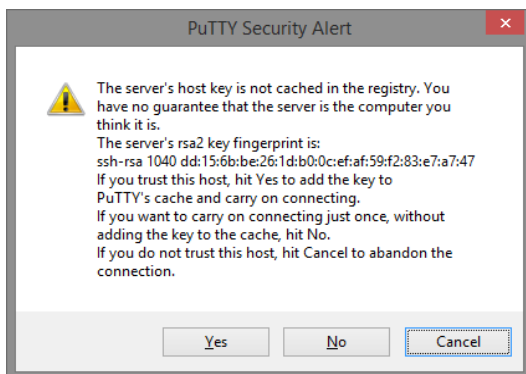 PuTTY Security Alert
The server's host key is not cached in the registry. You
have no guarantee that the server is the computer you
think it is.
The server's rsa2 key fingerprint is:
ssh-rsa 1040 dd:15:6b:be:26:1d:b0:0c:ef:af:59:f2:83:e7:a7:47
If you trust this host, hit Yes to add the key to
PuTTY's cache and carry on connecting.
If you want to carry on connecting just once, without
adding the key to the cache, hit No.
If you do not trust this host, hit Cancel to abandon the
connection.
Yes
No
Cancel